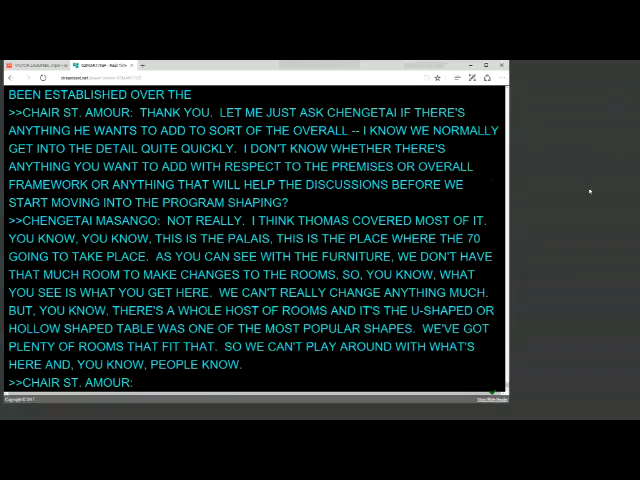 BEEN ESTABLISHED OVER THE
>>CHAIR ST. AMOUR:  THANK YOU.  LET ME JUST ASK CHENGETAI IF THERE'S
ANYTHING HE WANTS TO ADD TO SORT OF THE OVERALL -- I KNOW WE NORMALLY
GET INTO THE DETAIL QUITE QUICKLY.  I DON'T KNOW WHETHER THERE'S
ANYTHING YOU WANT TO ADD WITH RESPECT TO THE PREMISES OR OVERALL
FRAMEWORK OR ANYTHING THAT WILL HELP THE DISCUSSIONS BEFORE WE
START MOVING INTO THE PROGRAM SHAPING?
>>CHENGETAI MASANGO:  NOT REALLY.  I THINK THOMAS COVERED MOST OF IT.
YOU KNOW, YOU KNOW, THIS IS THE PALAIS, THIS IS THE PLACE WHERE THE 70
GOING TO TAKE PLACE.  AS YOU CAN SEE WITH THE FURNITURE, WE DON'T HAVE
THAT MUCH ROOM TO MAKE CHANGES TO THE ROOMS, SO, YOU KNOW, WHAT
YOU SEE IS WHAT YOU GET HERE.  WE CAN'T REALLY CHANGE ANYTHING MUCH.
BUT, YOU KNOW, THERE'S A WHOLE HOST OF ROOMS AND IT'S THE U-SHAPED OR
HOLLOW SHAPED TABLE WAS ONE OF THE MOST POPULAR SHAPES.  WE'VE GOT
PLENTY OF ROOMS THAT FIT THAT.  SO WE CAN'T PLAY AROUND WITH WHAT'S
HERE AND, YOU KNOW, PEOPLE KNOW.
>>CHAIR ST. AMOUR: